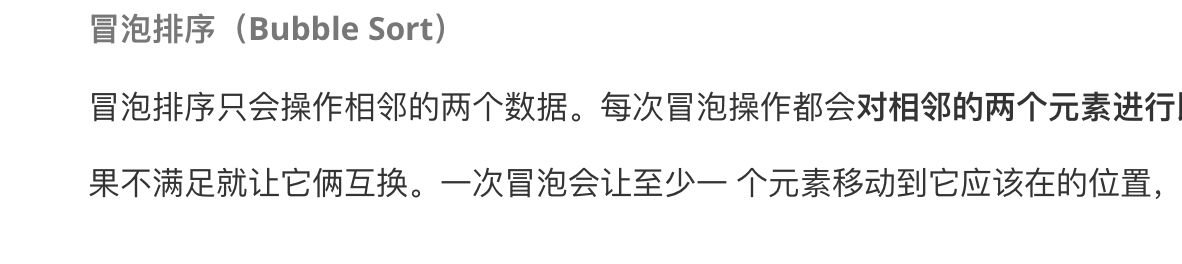 冒泡排序（Bubble Sort）
冒泡排序只会操作相邻的两个数据。每次冒泡操作都会对相邻的两个元素进行
果不满足就让它俩互换。一次冒泡会让至少一 个元素移动到它应该在的位置，